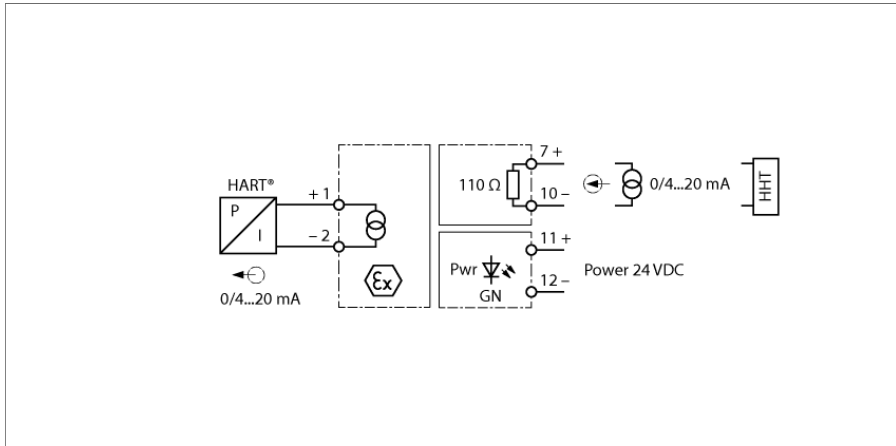 HART®
P
I
+ 1
– 2
0/4...20 mA
Ex
110 Ω
7 +
10 –
0/4...20 mA
HHT
Pwr
GN
11 +
12 –
Power 24 VDC